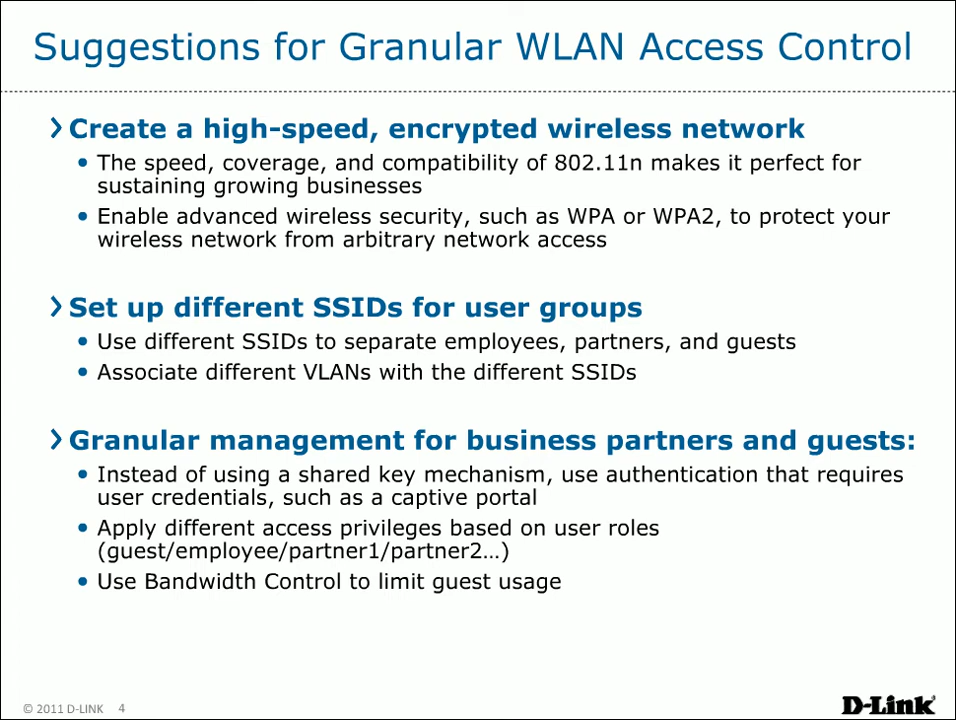 Suggestions for Granular WLAN Access Control
Create a high-speed, encrypted wireless network
• The speed, coverage, and compatibility of 802.11n makes it perfect for
sustaining growing businesses
• Enable advanced wireless security, such as WPA or WPA2, to protect your
wireless network from arbitrary network access
Set up different SSIDs for user groups
• Use different SSIDs to separate employees, partners, and guests
• Associate different VLANs with the different SSIDs
Granular management for business partners and guests:
• Instead of using a shared key mechanism, use authentication that requires
user credentials, such as a captive portal
• Apply different access privileges based on user roles
(guest/employee/partner1/partner2…)
• Use Bandwidth Control to limit guest usage
© 2011 D-LINK 4
D-Link®